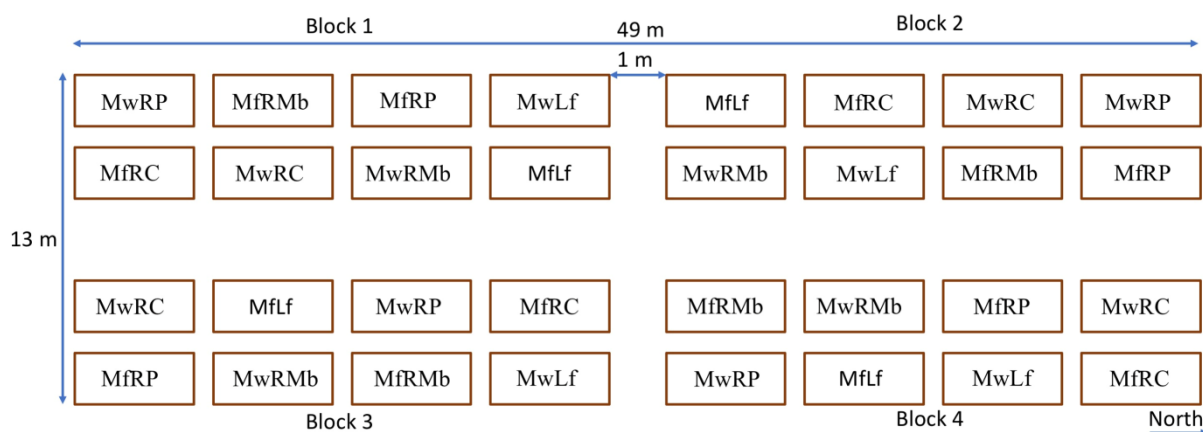 Block 1
49 m
Block 2
1 m
MwRP MfRMb MfRP MwLf MfLf MfRC MwRC MwRP
MfRC MwRC MwRMb MfLf MwRMb MwLf MfRMb MfRP
13 m
MwRC MfLf MwRP MfRC MfRMb MwRMb MfRP MwRC
MfRP MwRMb MfRMb MwLf MwRP MfLf MwLf MfRC
Block 3
Block 4
North